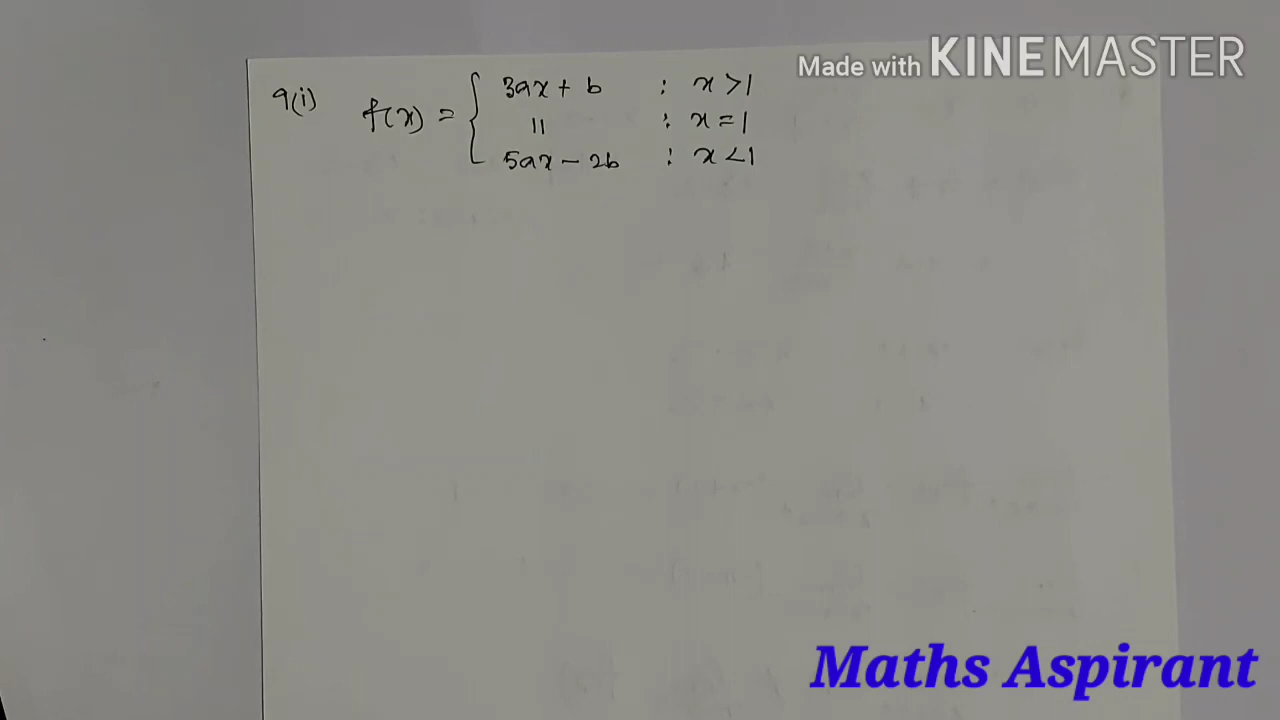 Made with KINEMASTER
9(i) f(x) = { 3ax + b : x > 1
11 : x = 1
5ax - 2b : x < 1
Maths Aspirant